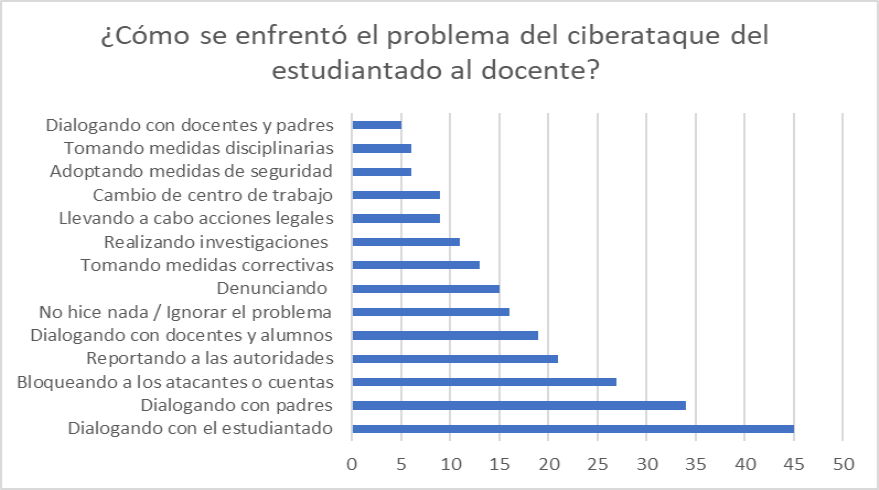 ¿Cómo se enfrentó el problema del ciberataque del
estudiantado al docente?
Dialogando con docentes y padres
Tomando medidas disciplinarias
Adoptando medidas de seguridad
Cambio de centro de trabajo
Llevando a cabo acciones legales
Realizando investigaciones
Tomando medidas correctivas
Denunciando
No hice nada / Ignorar el problema
Dialogando con docentes y alumnos
Reportando a las autoridades
Bloqueando a los atacantes o cuentas
Dialogando con padres
Dialogando con el estudiantado
0 5 10 15 20 25 30 35 40 45 50